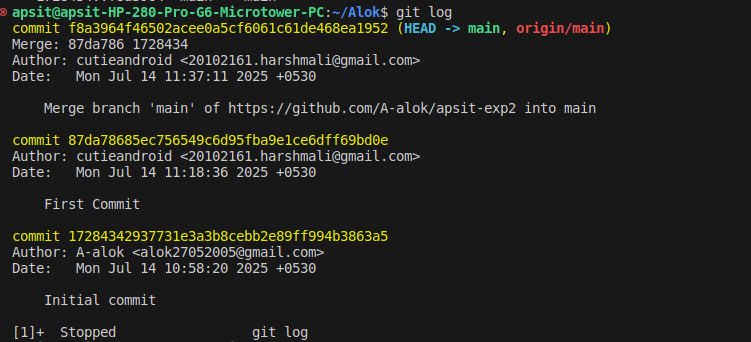 apsit@apsit-HP-280-Pro-G6-Microtower-PC:~/Alok$ git log
commit f8a3964f46502acee0a5cf6061c61de468ea1952 (HEAD -> main, origin/main)
Merge: 87da786 1728434
Author: cutieandroid <20102161.harshmali@gmail.com>
Date:   Mon Jul 14 11:37:11 2025 +0530
    Merge branch 'main' of https://github.com/A-alok/apsit-exp2 into main
commit 87da78685ec756549c6d95fba9e1ce6dff69bd0e
Author: cutieandroid <20102161.harshmali@gmail.com>
Date:   Mon Jul 14 11:18:36 2025 +0530
    First Commit
commit 17284342937731e3a3b8cebb2e89ff994b3863a5
Author: A-alok <alok27052005@gmail.com>
Date:   Mon Jul 14 10:58:20 2025 +0530
    Initial commit
[1]+  Stopped                 git log